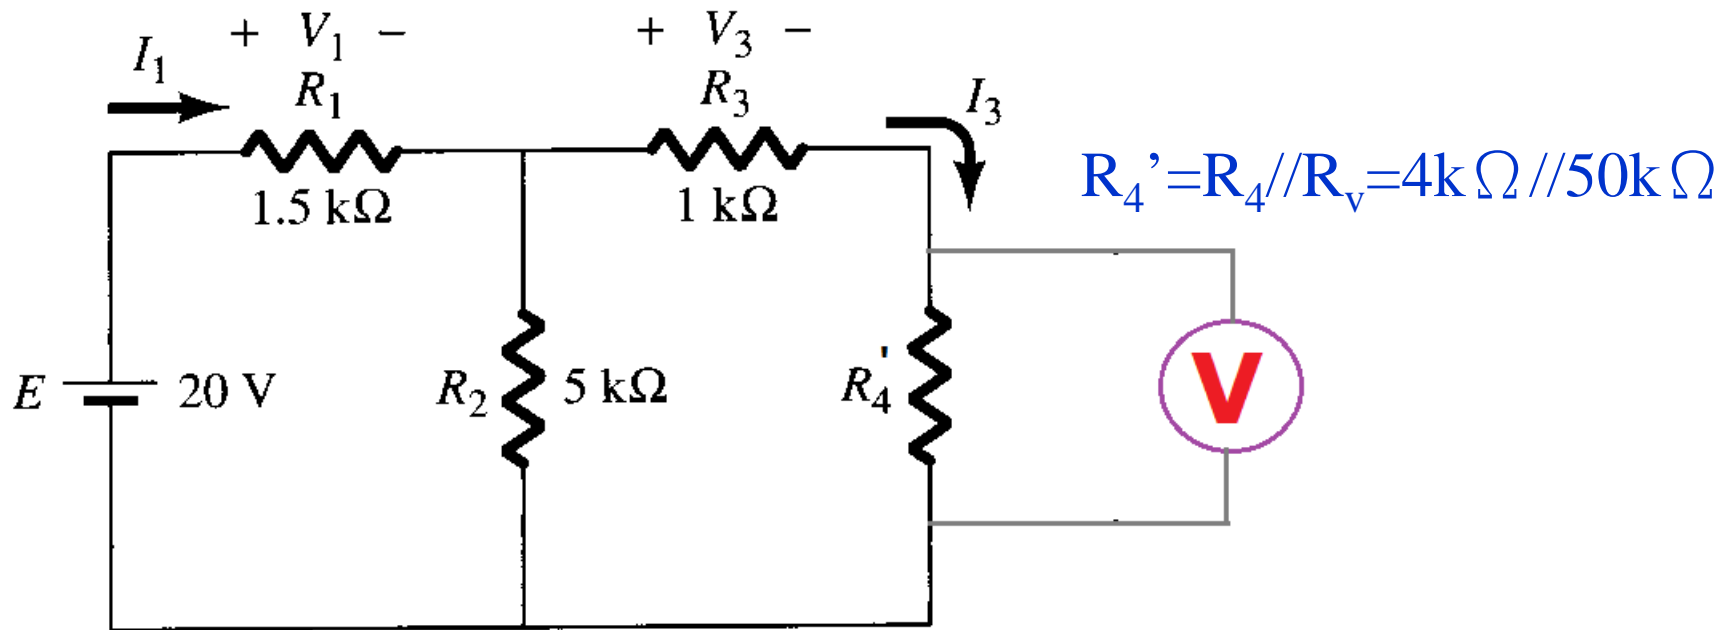 I₁ + V₁ − + V₃ −
R₁ R₃ I₃
1.5 kΩ 1 kΩ R₄’=R₄//Rᵥ=4kΩ//50kΩ
E 20 V R₂ 5 kΩ R₄' V